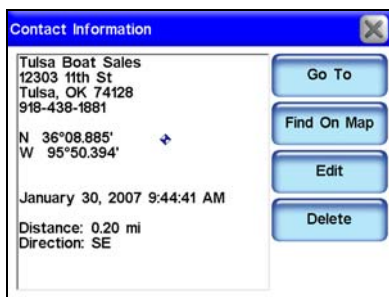 Contact Information
Tulsa Boat Sales
12303 11th St
Tulsa, OK 74128
918-438-1881
N 36°08.885'
W 95°50.394'
January 30, 2007 9:44:41 AM
Distance: 0.20 mi
Direction: SE
Go To
Find On Map
Edit
Delete